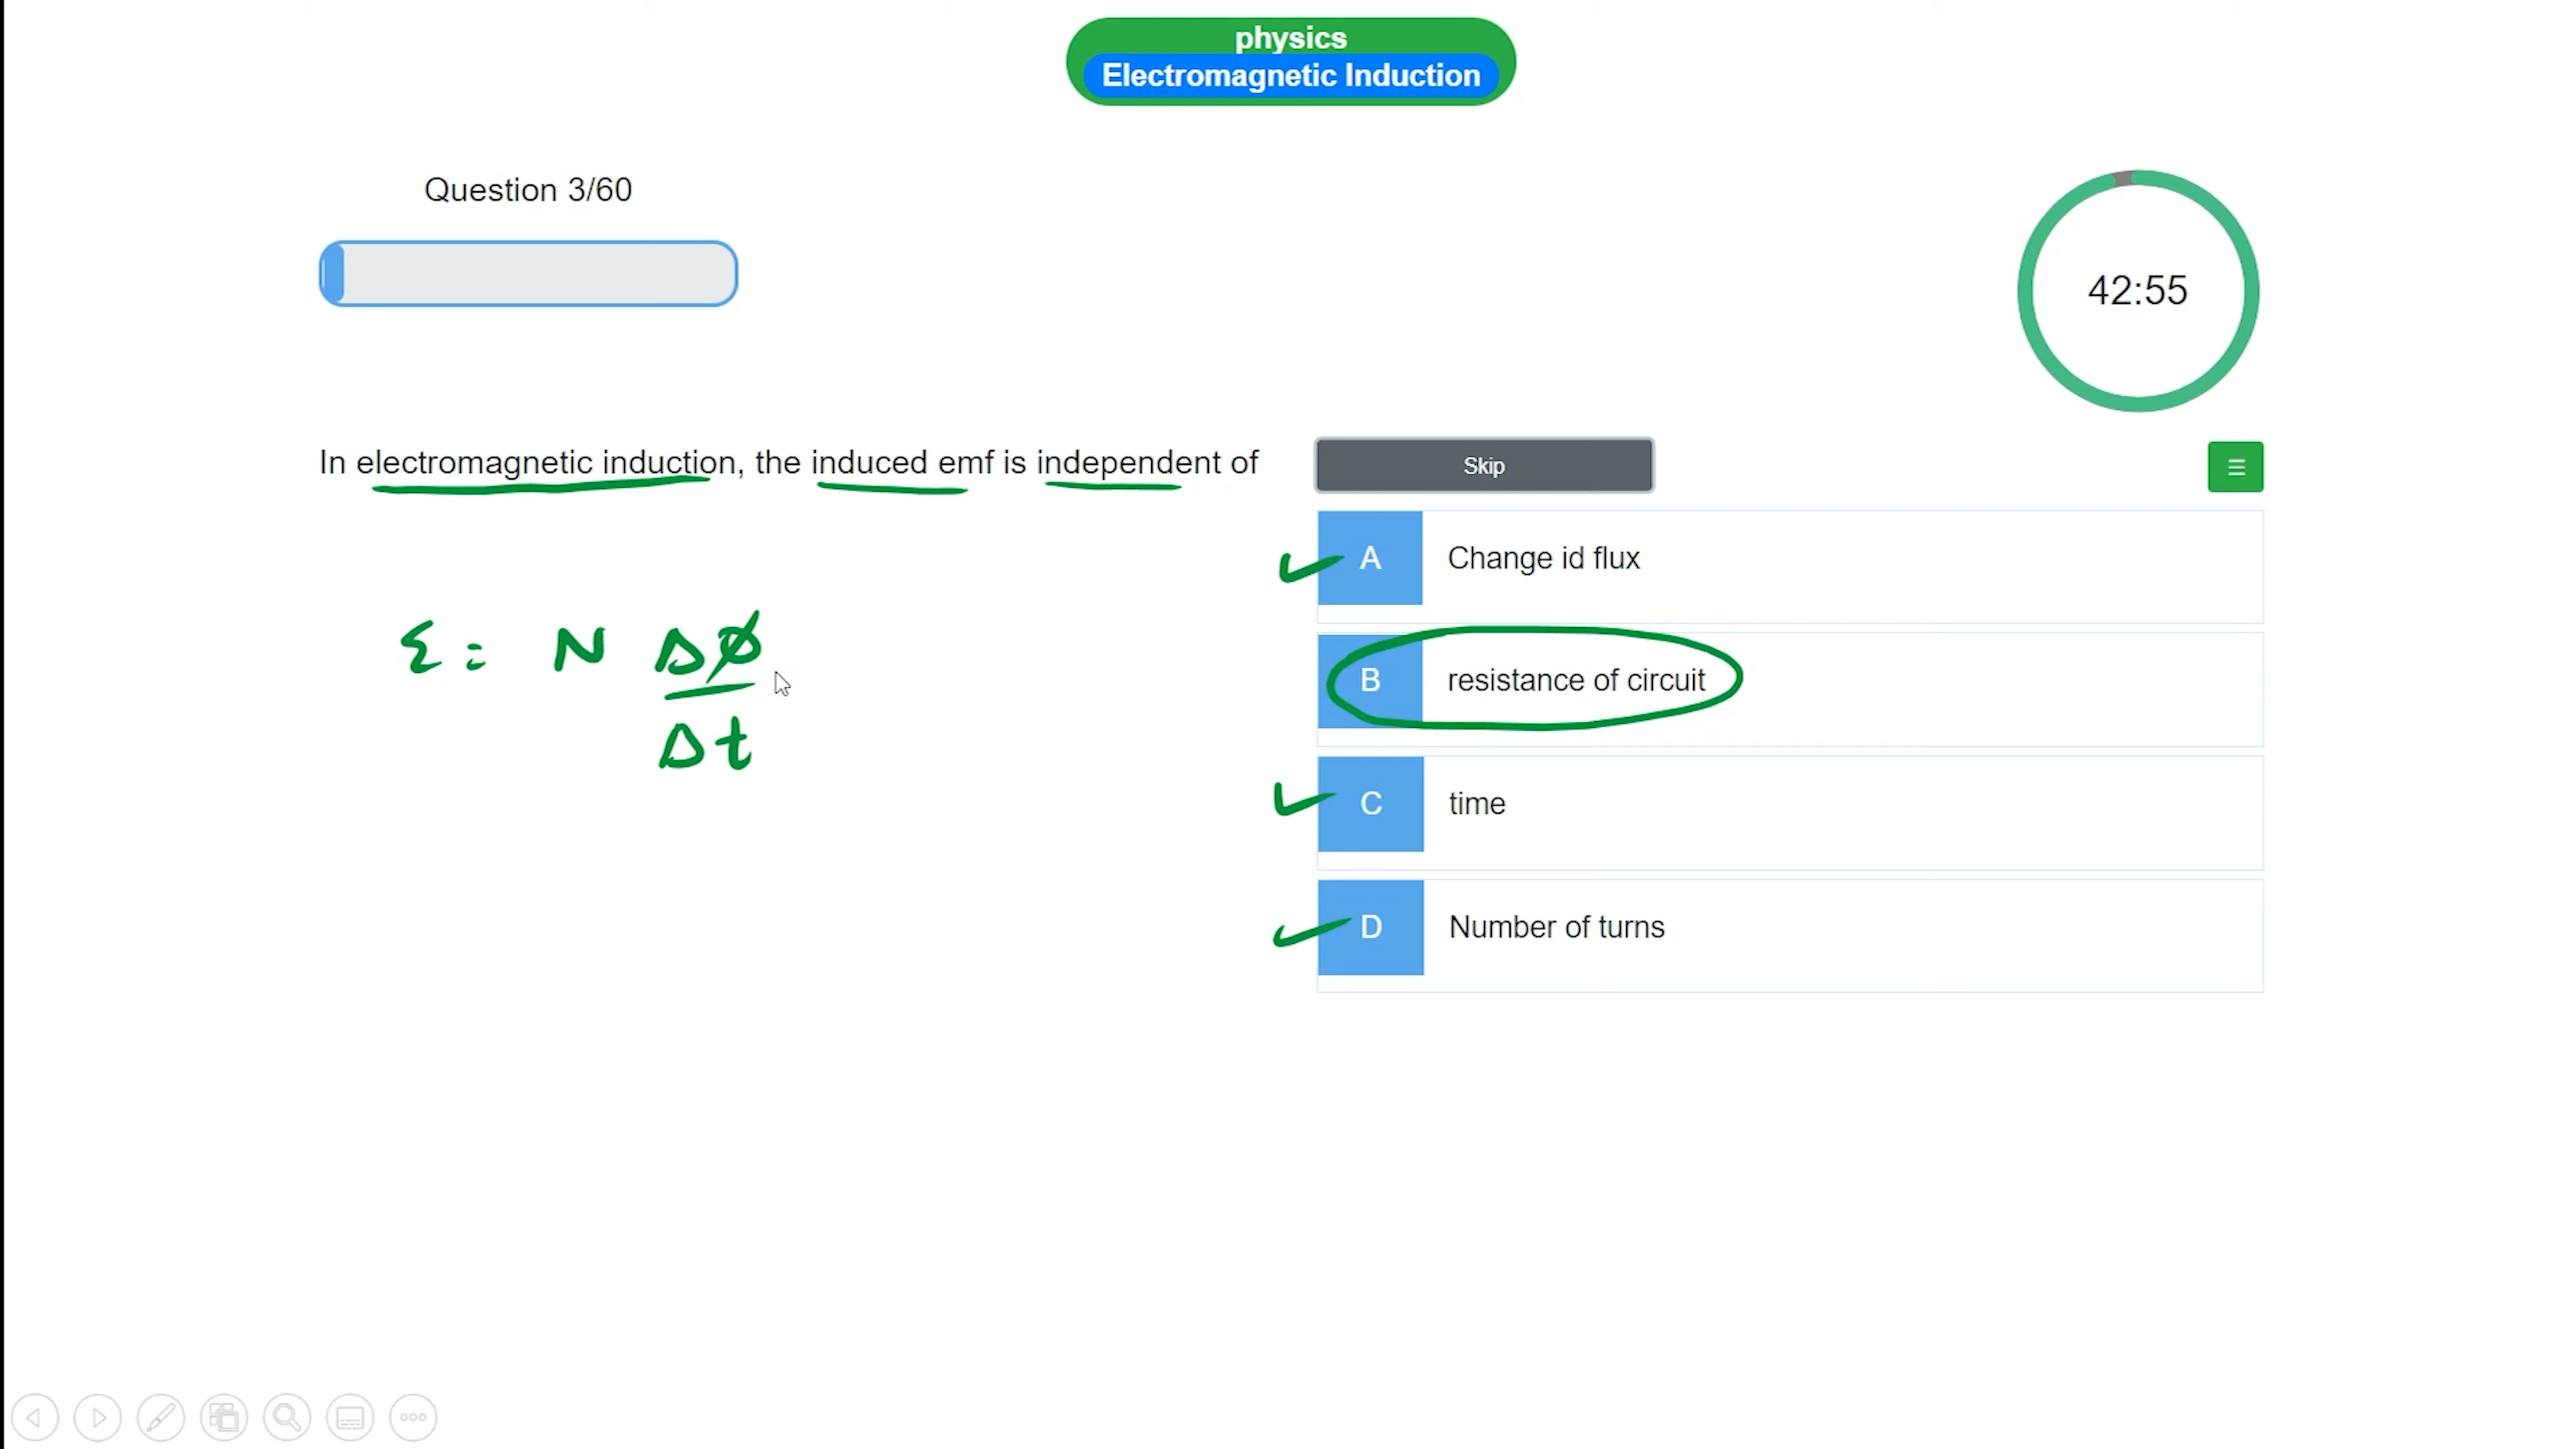 physics
Electromagnetic Induction
Question 3/60
42:55
In electromagnetic induction, the induced emf is independent of
Skip
A Change id flux
B resistance of circuit
C time
D Number of turns
Ɛ = N Δφ
Δt